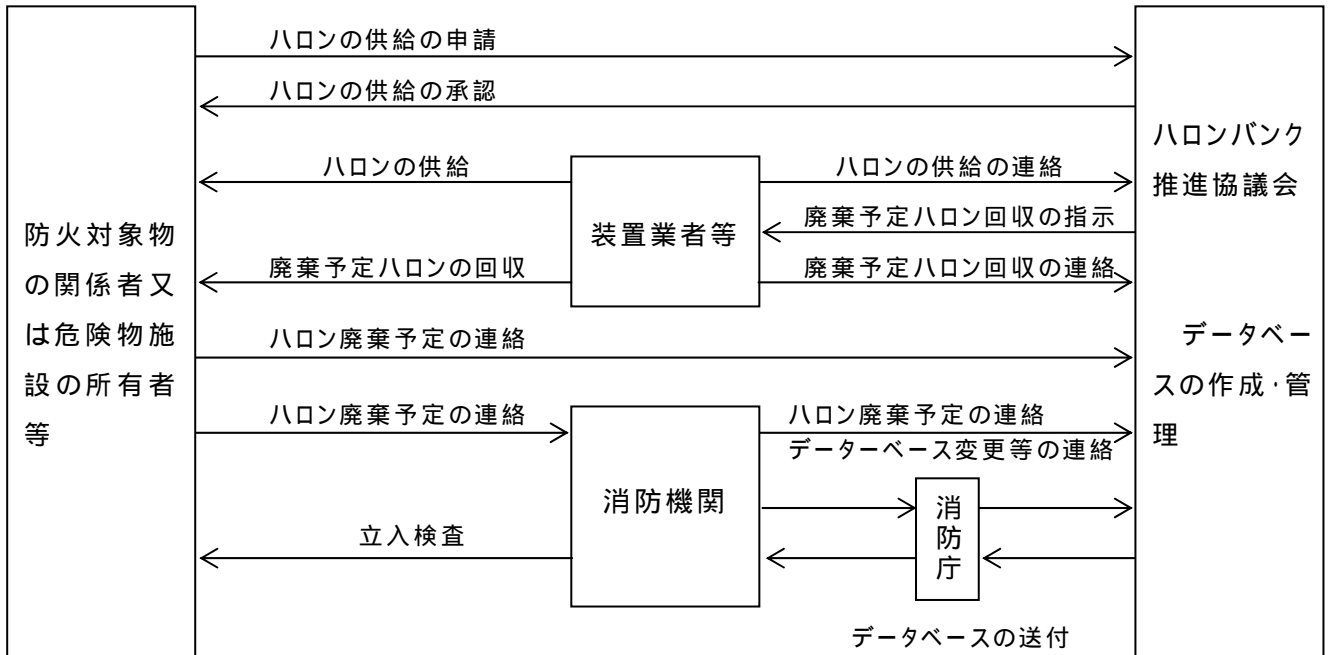 ハロンの供給の申請
ハロンの供給の承認
ハロンの供給
ハロンの供給の連絡
廃棄予定ハロン回収の指示
廃棄予定ハロンの回収
廃棄予定ハロン回収の連絡
装置業者等
ハロン廃棄予定の連絡
ハロン廃棄予定の連絡
ハロン廃棄予定の連絡
データーベース変更等の連絡
消防機関
消
防
庁
立入検査
データベースの送付
防火対象物
の関係者又
は危険物施
設の所有者
等
ハロンバンク
推進協議会
データベー
スの作成・管
理